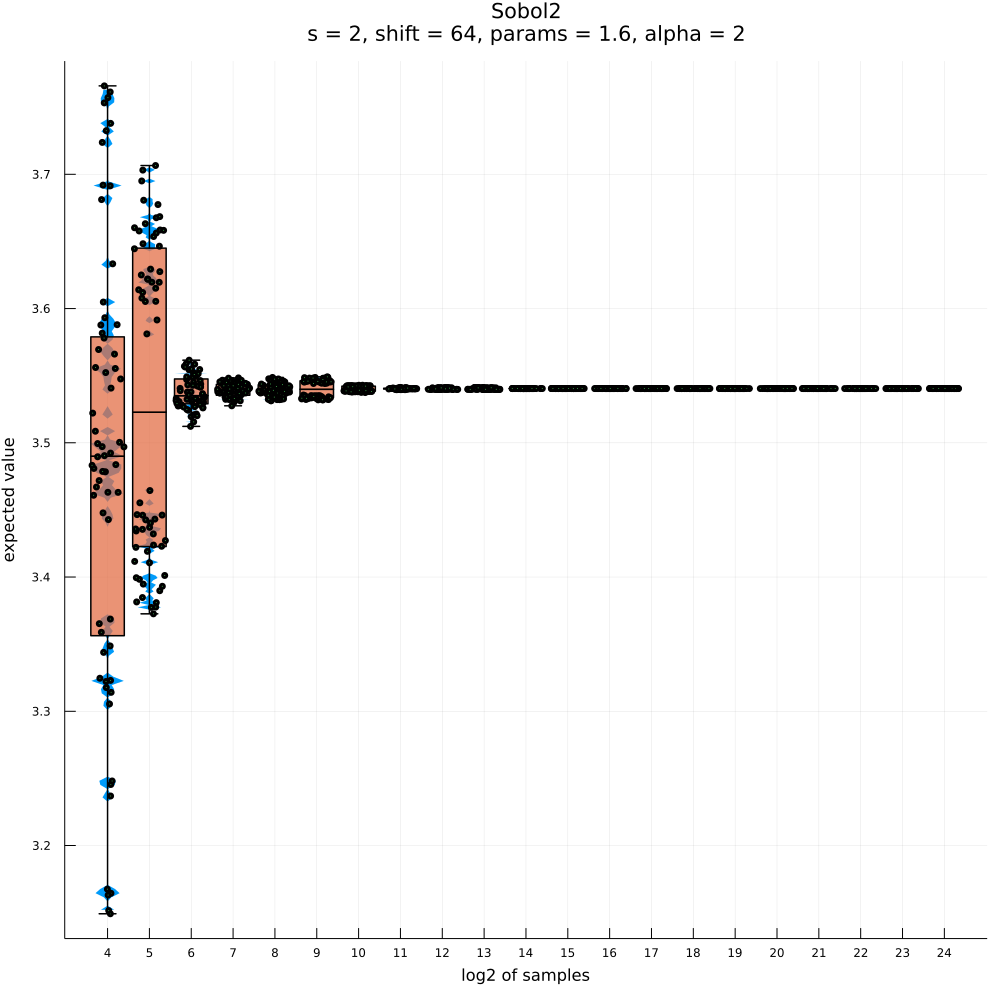 Sobol2
s = 2, shift = 64, params = 1.6, alpha = 2
expected value
3.7
3.6
3.5
3.4
3.3
3.2
4 5 6 7 8 9 10 11 12 13 14 15 16 17 18 19 20 21 22 23 24
log2 of samples